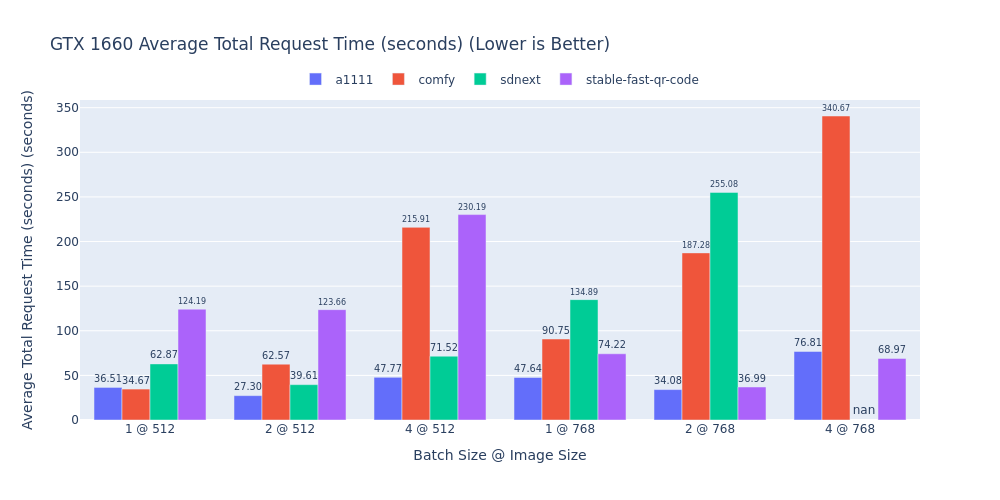 GTX 1660 Average Total Request Time (seconds) (Lower is Better)
a1111 comfy sdnext stable-fast-qr-code
Average Total Request Time (seconds) (seconds)
350
300
250
200
150
100
50
0
36.51 34.67 62.87 124.19
27.30 62.57 39.61 123.66
47.77 215.91 71.52 230.19
47.64 90.75 134.89 74.22
34.08 187.28 255.08 36.99
76.81 340.67 nan 68.97
1 @ 512 2 @ 512 4 @ 512 1 @ 768 2 @ 768 4 @ 768
Batch Size @ Image Size